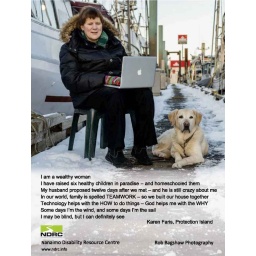 I am a wealthy woman
I have raised six healthy children in paradise – and homeschooled them
My husband proposed twelve days after we met – and he is still crazy about me
In our world, family is spelled TEAMWORK – so we built our house together
Technology helps with the HOW to do things – God helps me with the WHY
Some days I'm the wind, and some days I'm the sail
I may be blind, but I can definitely see
Karen Faris, Protection Island
NDRC
Nanaimo Disability Resource Centre
Rob Bagshaw Photography
www.ndrc.info